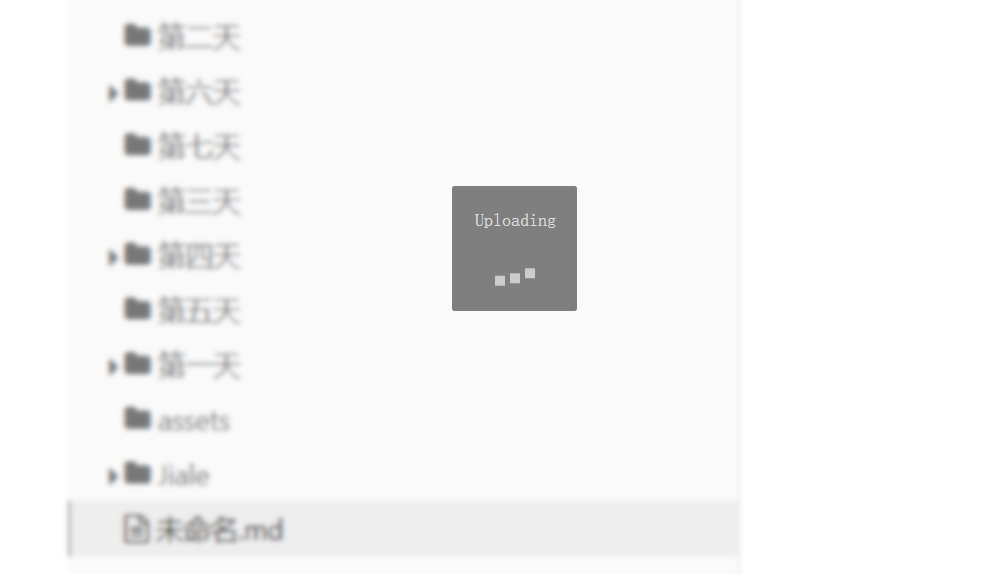 第二天
第六天
第七天
第三天
Uploading
第四天
第五天
第一天
assets
Jiale
未命名.md